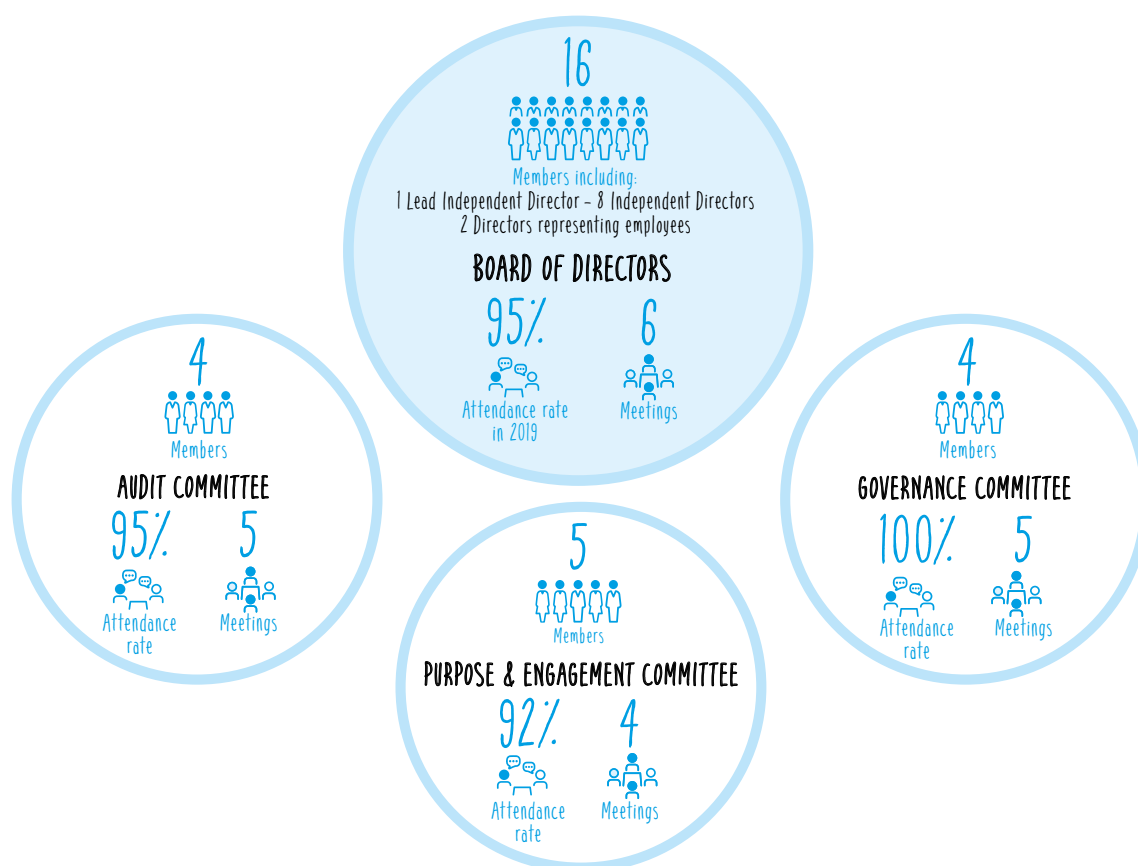 16
Members including:
1 Lead Independent Director - 8 Independent Directors
2 Directors representing employees
BOARD OF DIRECTORS
95% 6
Attendance rate
in 2019
Meetings
4
Members
AUDIT COMMITTEE
95% 5
Attendance
rate
Meetings
5
Members
PURPOSE & ENGAGEMENT COMMITTEE
92% 4
Attendance
rate
Meetings
4
Members
GOVERNANCE COMMITTEE
100% 5
Attendance
rate
Meetings